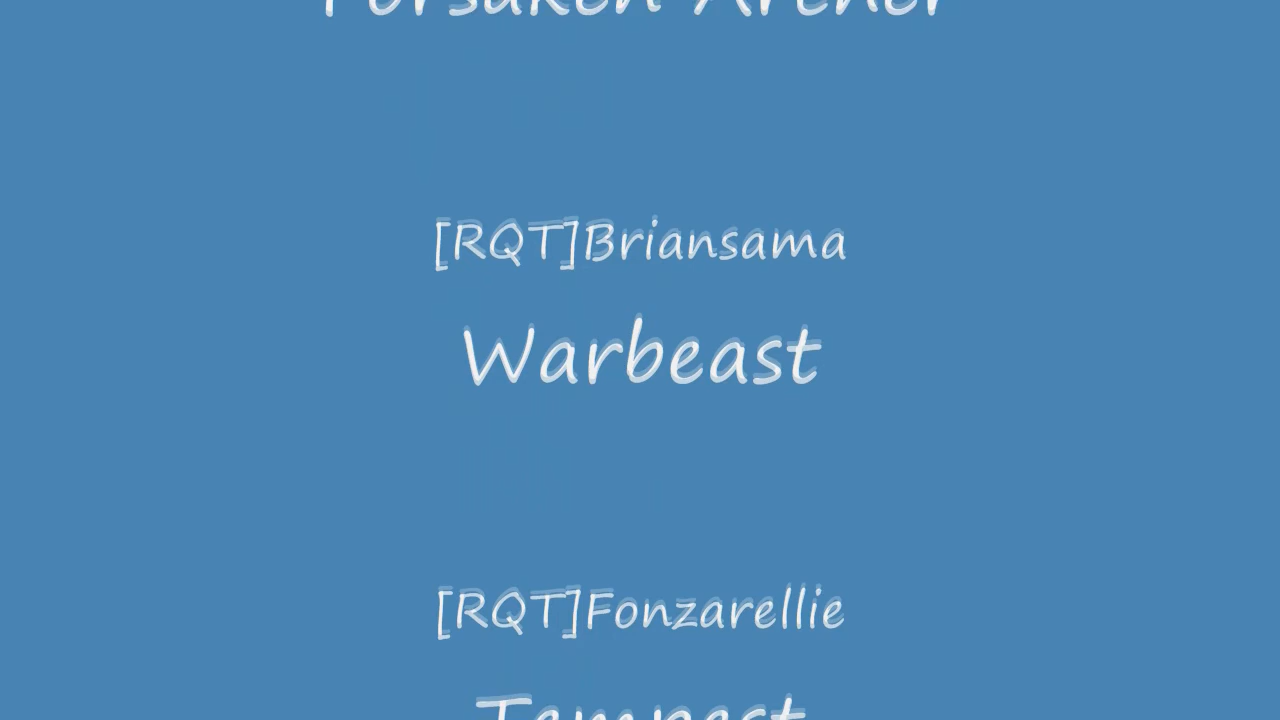 Forsaken Archer
[RQT]Briansama
Warbeast
[RQT]Fonzarellie
Tempest